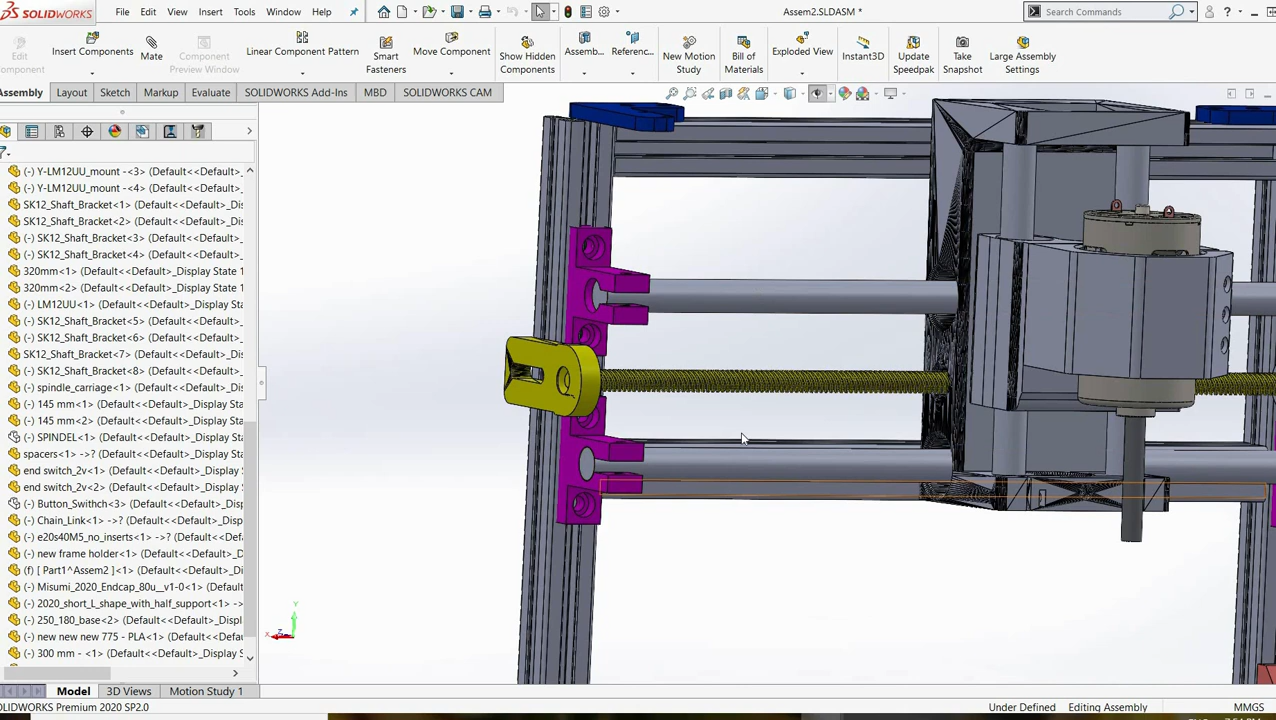 SOLIDWORKS File Edit View Insert Tools Window Help Assem2.SLDASM * Search Commands
Edit Component
Insert Components
Mate
Component Preview Window
Linear Component Pattern
Smart Fasteners
Move Component
Show Hidden Components
Assemb...
Referenc...
New Motion Study
Bill of Materials
Exploded View
Instant3D
Update Speedpak
Take Snapshot
Large Assembly Settings
Assembly Layout Sketch Markup Evaluate SOLIDWORKS Add-Ins MBD SOLIDWORKS CAM
(-) Y-LM12UU_mount -<3> (Default<<Default>_
(-) Y-LM12UU_mount -<4> (Default<<Default>_
SK12_Shaft_Bracket<1> (Default<<Default>_Dis
SK12_Shaft_Bracket<2> (Default<<Default>_Dis
(-) SK12_Shaft_Bracket<3> (Default<<Default>_
(-) SK12_Shaft_Bracket<4> (Default<<Default>_
320mm<1> (Default<<Default>_Display State 1
320mm<2> (Default<<Default>_Display State 1
(-) LM12UU<1> (Default<<Default>_Display Sta
(-) SK12_Shaft_Bracket<5> (Default<<Default>_
(-) SK12_Shaft_Bracket<6> (Default<<Default>_
(-) SK12_Shaft_Bracket<7> (Default<<Default>_
(-) SK12_Shaft_Bracket<8> (Default<<Default>_
(-) spindle_carriage<1> (Default<<Default>_Di
(-) 145 mm<1> (Default<<Default>_Display Sta
(-) 145 mm<2> (Default<<Default>_Display Sta
(-) SPINDEL<1> (Default<<Default>_Display Sta
spacers<1> ->? (Default<<Default>_Display Sta
end switch_2v<1> (Default<<Default>_Display
end switch_2v<2> (Default<<Default>_Display
(-) Button_Swithch<3> (Default<<Default>_Dis
(-) Chain_Link<1> ->? (Default<<Default>_Disp
(-) e20s40M5_no_inserts<1> ->? (Default<<De
(-) new frame holder<1> (Default<<Default>_D
(f) [ Part1^Assem2 ]<1> (Default<<Default>_Di
(-) Misumi_2020_Endcap_80u__v1-0<1> (Defaul
(-) 2020_short_L_shape_with_half_support<1> ->
(-) 250_180_base<2> (Default<<Default>_Displ
(-) new new new 775 - PLA<1> (Default<<Defa
(-) 300 mm - <1> (Default<<Default>_Display S
Y
X
Z
Model 3D Views Motion Study 1
OLIDWORKS Premium 2020 SP2.0 Under Defined Editing Assembly MMGS